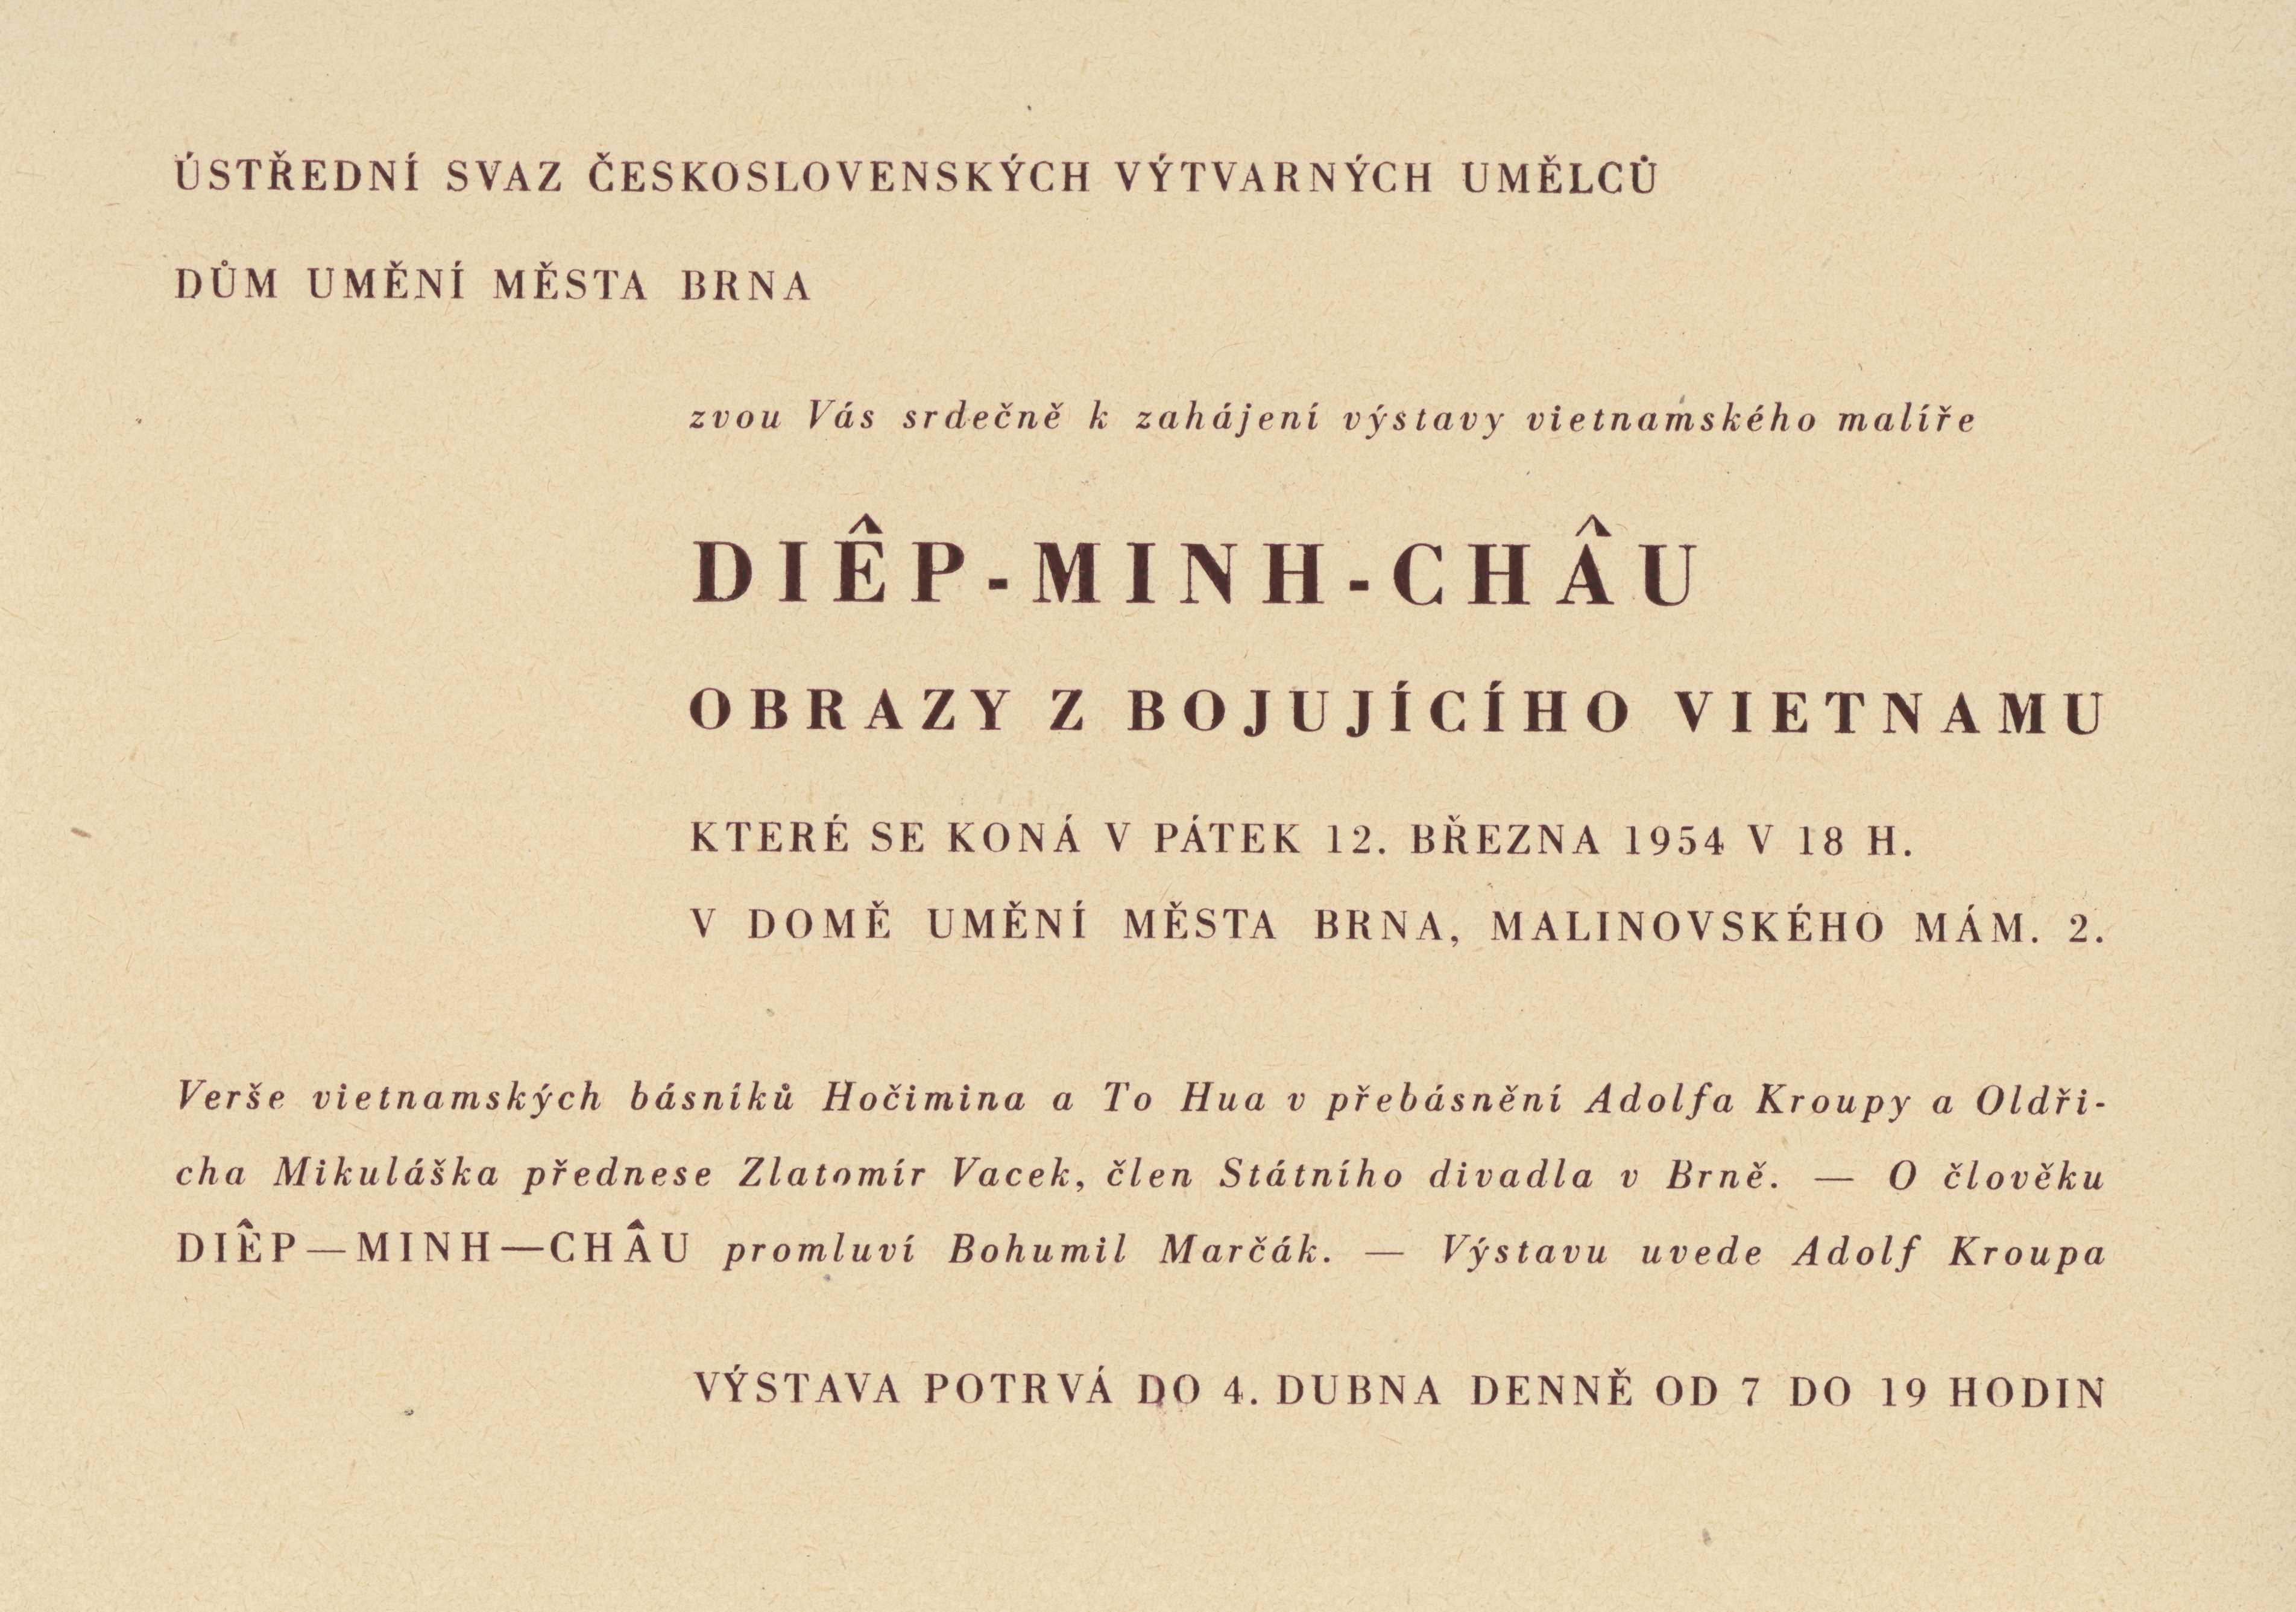 ÚSTŘEDNÍ SVAZ ČESKOSLOVENSKÝCH VÝTVARNÝCH UMĚLCŮ
DŮM UMĚNÍ MĚSTA BRNA
zvou Vás srdečně k zahájení výstavy vietnamského malíře
DIÊP-MINH-CHÂU
OBRAZY Z BOJUJÍCÍHO VIETNAMU
KTERÉ SE KONÁ V PÁTEK 12. BŘEZNA 1954 V 18 H.
V DOMĚ UMĚNÍ MĚSTA BRNA, MALINOVSKÉHO MÁM. 2.
Verše vietnamských básníků Hočimina a To Hua v přebásnění Adolfa Kroupy a Oldři-
cha Mikuláška přednese Zlatomír Vacek, člen Státního divadla v Brně. — O člověku
DIÊP—MINH—CHÂU promluví Bohumil Marčák. — Výstavu uvede Adolf Kroupa
VÝSTAVA POTRVÁ DO 4. DUBNA DENNĚ OD 7 DO 19 HODIN